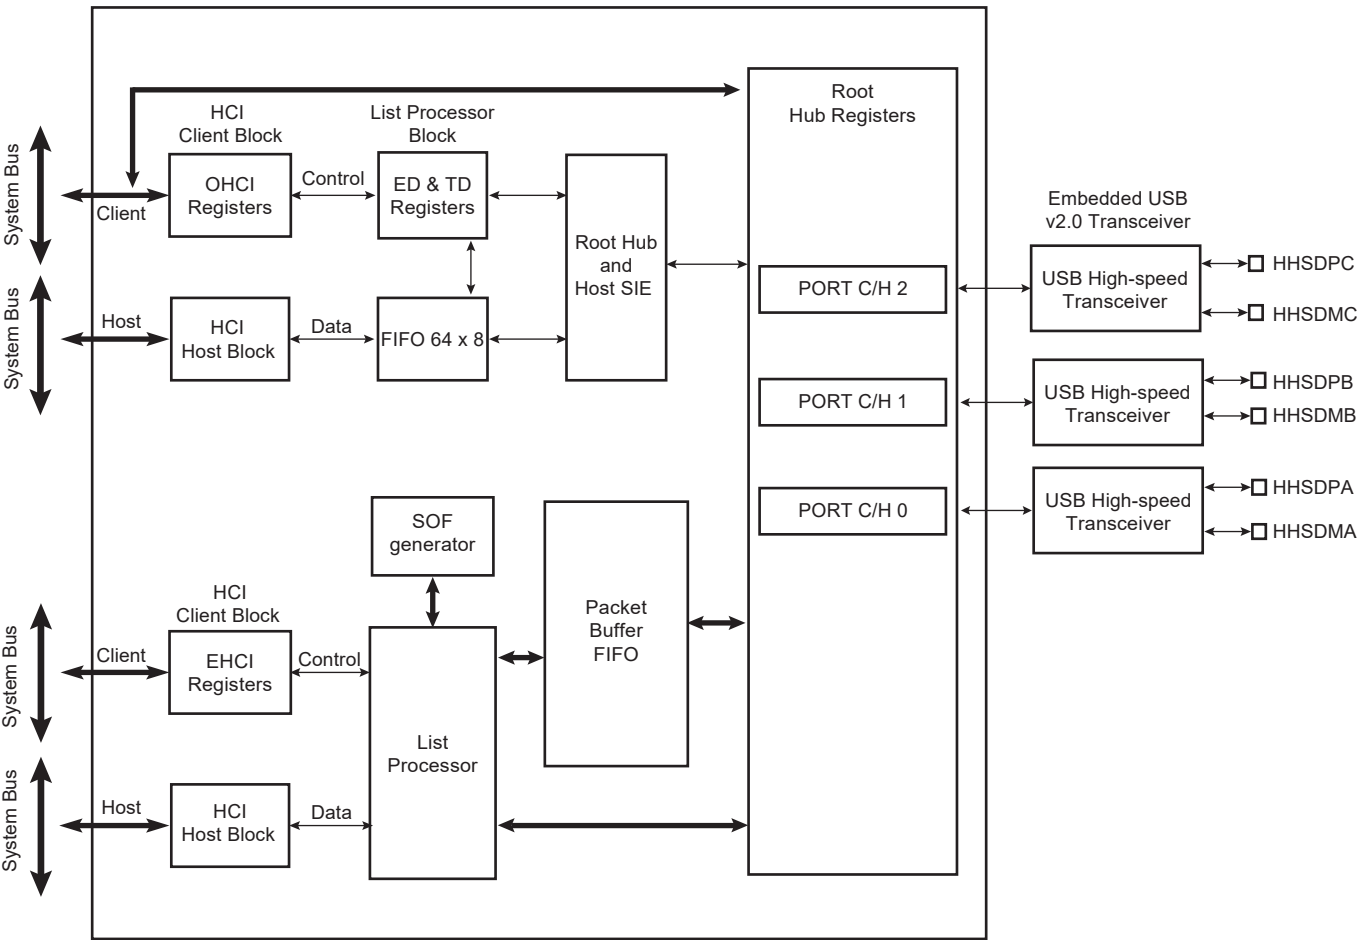 Root
Hub Registers
HCI
Client Block
List Processor
Block
System Bus
Client
OHCI
Registers
Control
ED & TD
Registers
Root Hub
and
Host SIE
System Bus
Host
HCI
Host Block
Data
FIFO 64 x 8
PORT C/H 2
PORT C/H 1
PORT C/H 0
Embedded USB
v2.0 Transceiver
USB High-speed
Transceiver
HHSDPC
HHSDMC
USB High-speed
Transceiver
HHSDPB
HHSDMB
USB High-speed
Transceiver
HHSDPA
HHSDMA
SOF
generator
Packet
Buffer
FIFO
HCI
Client Block
System Bus
Client
EHCI
Registers
Control
List
Processor
System Bus
Host
HCI
Host Block
Data